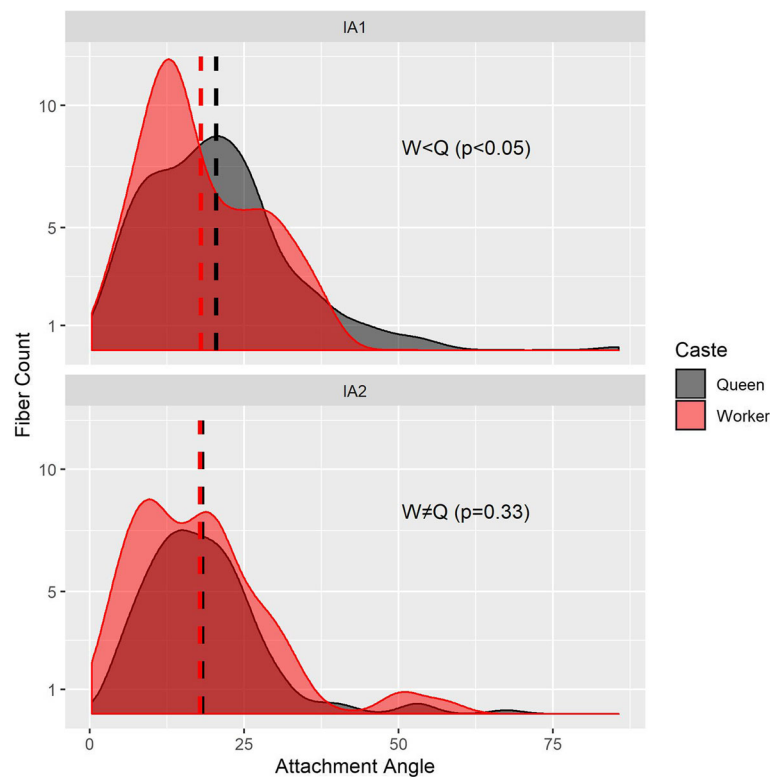 IA1
10
5
1
W<Q (p<0.05)
IA2
10
5
1
W≠Q (p=0.33)
0 25 50 75
Attachment Angle
Fiber Count
Caste
Queen
Worker